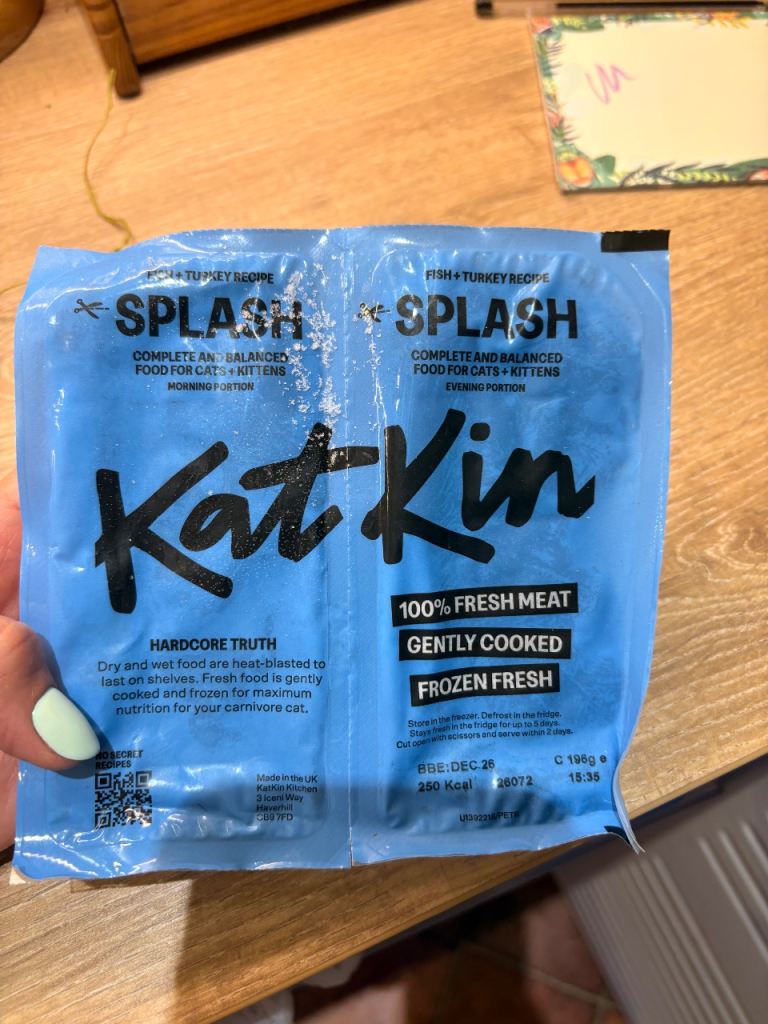 FISH + TURKEY RECIPE
SPLASH
COMPLETE AND BALANCED
FOOD FOR CATS + KITTENS
MORNING PORTION
FISH + TURKEY RECIPE
SPLASH
COMPLETE AND BALANCED
FOOD FOR CATS + KITTENS
EVENING PORTION
KatKin
HARDCORE TRUTH
Dry and wet food are heat-blasted to
last on shelves. Fresh food is gently
cooked and frozen for maximum
nutrition for your carnivore cat.
NO SECRET
RECIPES
Made in the UK
KatKin Kitchen
3 Iceni Way
Haverhill
CB9 7FD
100% FRESH MEAT
GENTLY COOKED
FROZEN FRESH
Store in the freezer. Defrost in the fridge.
Stays fresh in the fridge for up to 5 days.
Cut open with scissors and serve within 2 days.
BBE: DEC 26 C 196g e
250 Kcal 26072 15:35